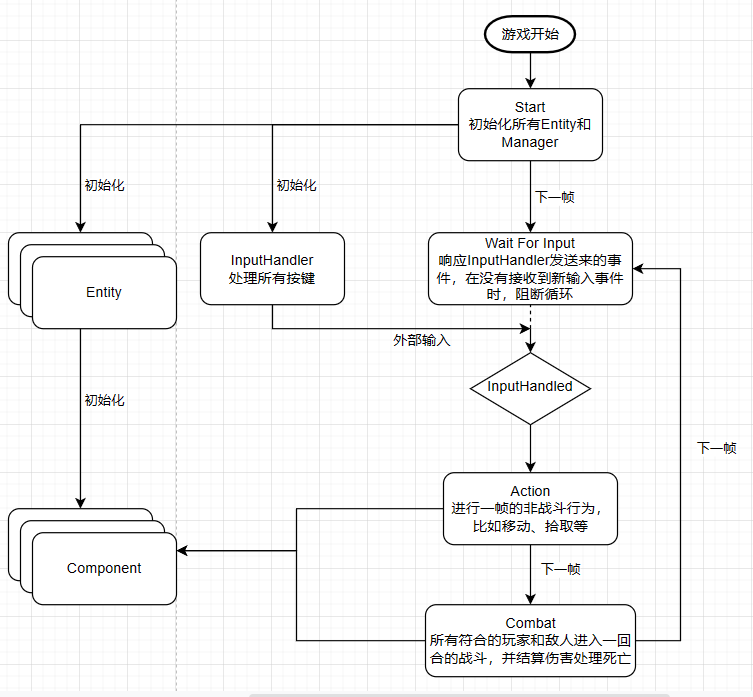 游戏开始
Start
初始化所有Entity和
Manager
初始化
初始化
下一帧
Entity
InputHandler
处理所有按键
Wait For Input
响应InputHandler发送来的事
件，在没有接收到新输入事件
时，阻断循环
外部输入
InputHandled
初始化
下一帧
Action
进行一帧的非战斗行为，
比如移动、拾取等
Component
下一帧
Combat
所有符合的玩家和敌人进入一回
合的战斗，并结算伤害处理死亡